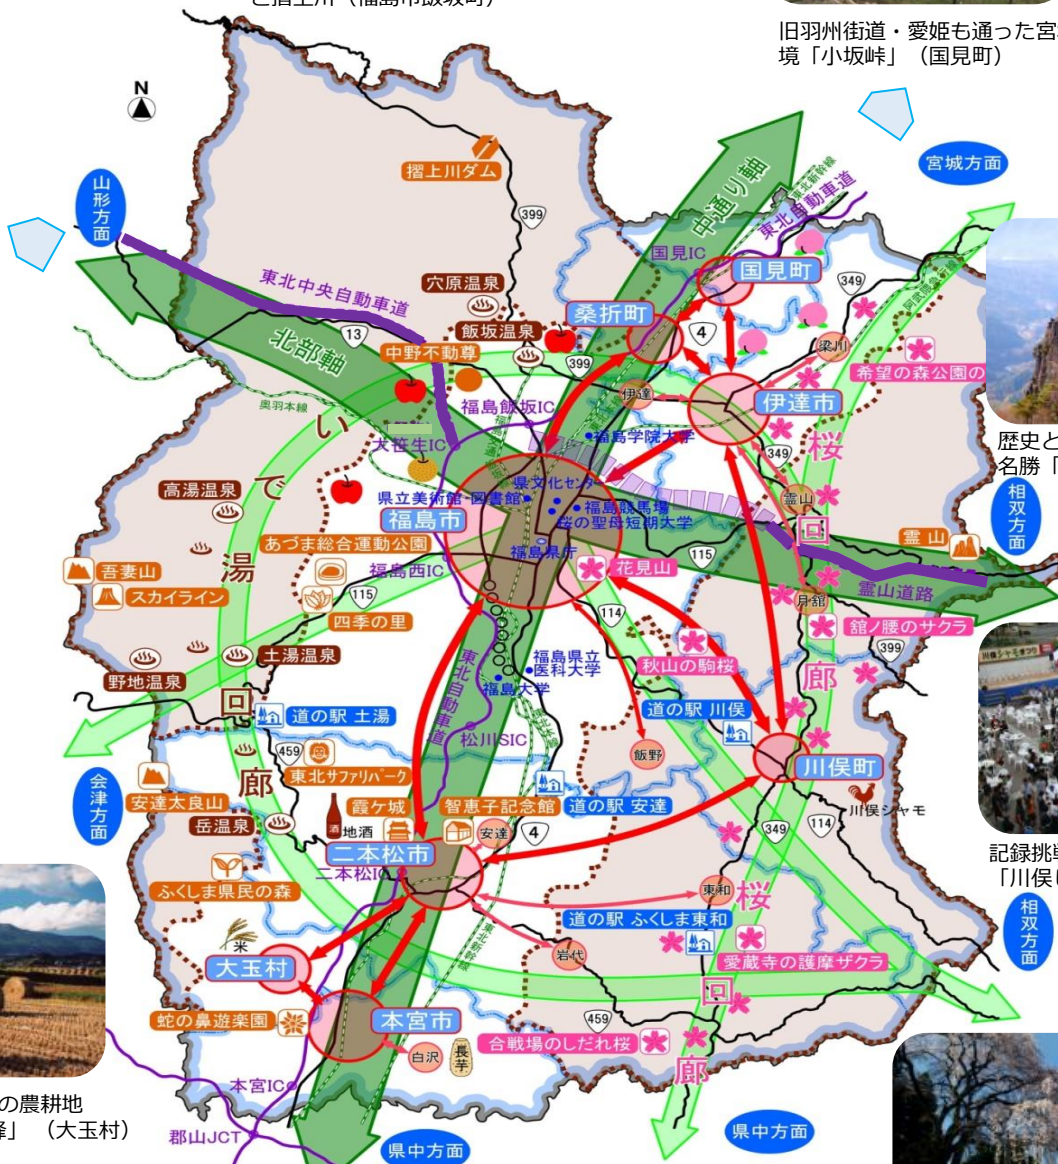 旧羽州街道・愛姫も通った宮
境「小坂峠」（国見町）
N
宮城方面
山形方面
摺上川ダム
399
中通り軸
東北新幹線
東北自動車道
国見IC
国見町
349
阿武隈急行線
東北中央自動車道
穴原温泉
桑折町
4
13
飯坂温泉
北部軸
中野不動尊
399
梁川
希望の森公園の
奥羽本線
福島飯坂IC
伊達
伊達市
い
大笹生IC
福島学院大学
桜
歴史と
名勝「
で
高湯温泉
県文化センター
349
県立美術館・図書館
福島競馬場
霊山
相双方面
福島市
桜の聖母短期大学
回
あづま総合運動公園
福島県庁
115
霊山
湯
吾妻山
福島西IC
花見山
スカイライン
115
114
月舘
霊山道路
四季の里
舘ノ腰のサクラ
399
土湯温泉
秋山の駒桜
野地温泉
福島県立
医科大学
廊
東北自動車道
福島大学
回
道の駅 土湯
道の駅 川俣
松川SIC
459
飯野
川俣町
廊
東北サファリパーク
会津方面
安達太良山
霞ケ城
智恵子記念館
道の駅 安達
川俣シャモ
岳温泉
酒
地酒
安達
4
349
114
二本松市
二本松IC
ふくしま県民の森
記録挑戦
「川俣
東和
桜
相双方面
米
道の駅 ふくしま東和
東北新幹線
大玉村
岩代
愛蔵寺の護摩ザクラ
回
蛇の鼻遊楽園
本宮市
459
白沢
長芋
合戦場のしだれ桜
廊
本宮IC
の農耕地
」（大玉村）
郡山JCT
県中方面
県中方面